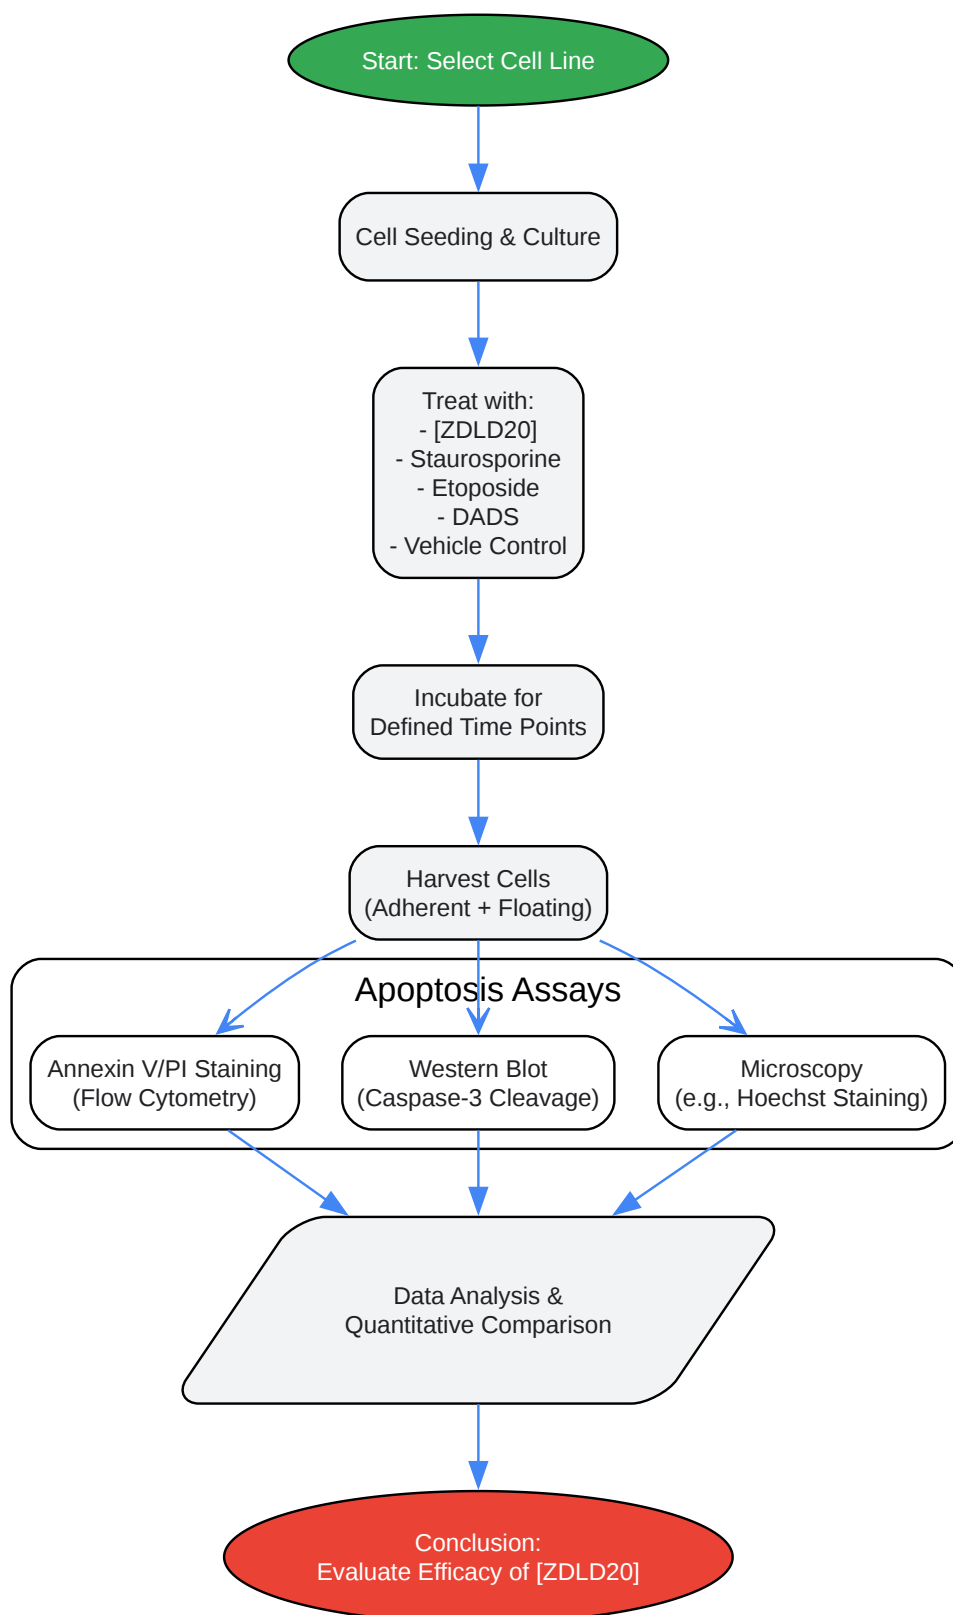 Start: Select Cell Line
Cell Seeding & Culture
Treat with:
- [ZDLD20]
- Staurosporine
- Etoposide
- DADS
- Vehicle Control
Incubate for
Defined Time Points
Harvest Cells
(Adherent + Floating)
Apoptosis Assays
Annexin V/PI Staining
(Flow Cytometry)
Western Blot
(Caspase-3 Cleavage)
Microscopy
(e.g., Hoechst Staining)
Data Analysis &
Quantitative Comparison
Conclusion:
Evaluate Efficacy of [ZDLD20]